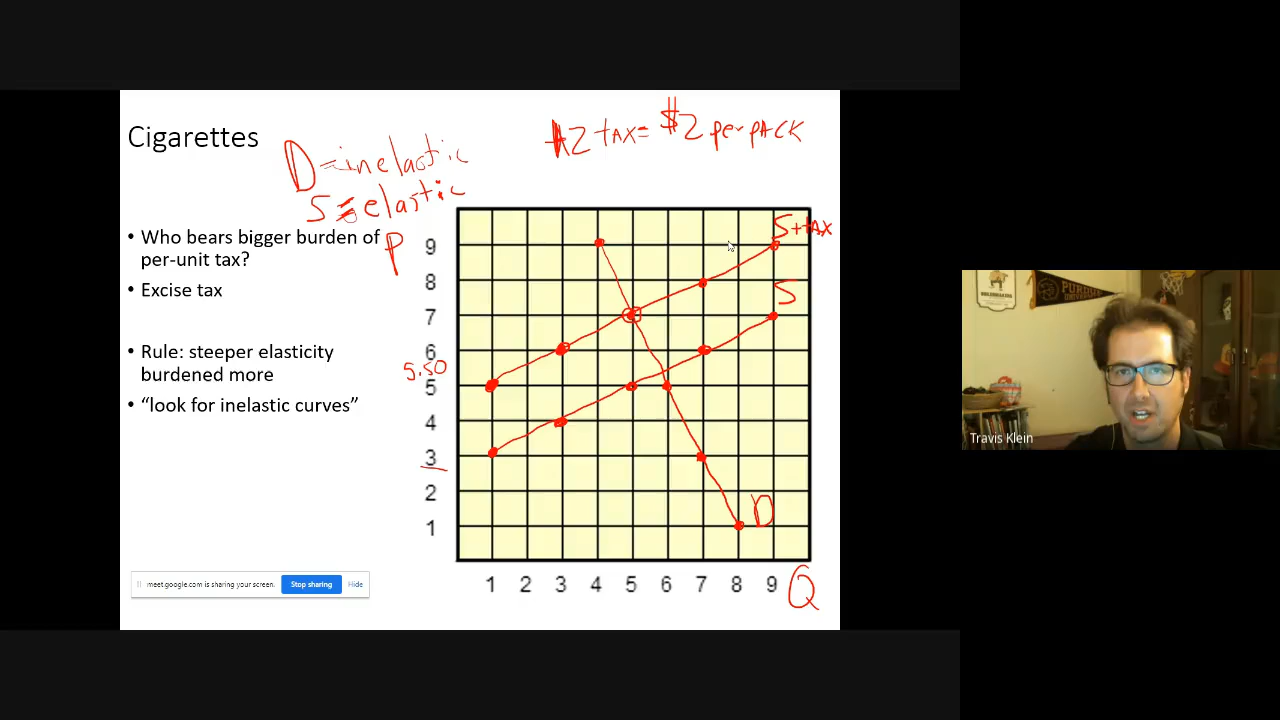 Cigarettes
AZ TAX= $2 per pACK
D=inelastic
S = elastic
• Who bears bigger burden of
per-unit tax?
• Excise tax
• Rule: steeper elasticity
burdened more
• “look for inelastic curves”
P
S+tAX
S
D
9
8
7
6
5.50
5
4
3
2
1
1 2 3 4 5 6 7 8 9 Q
meet.google.com is sharing your screen. Stop sharing Hide
PURDUE
Travis Klein